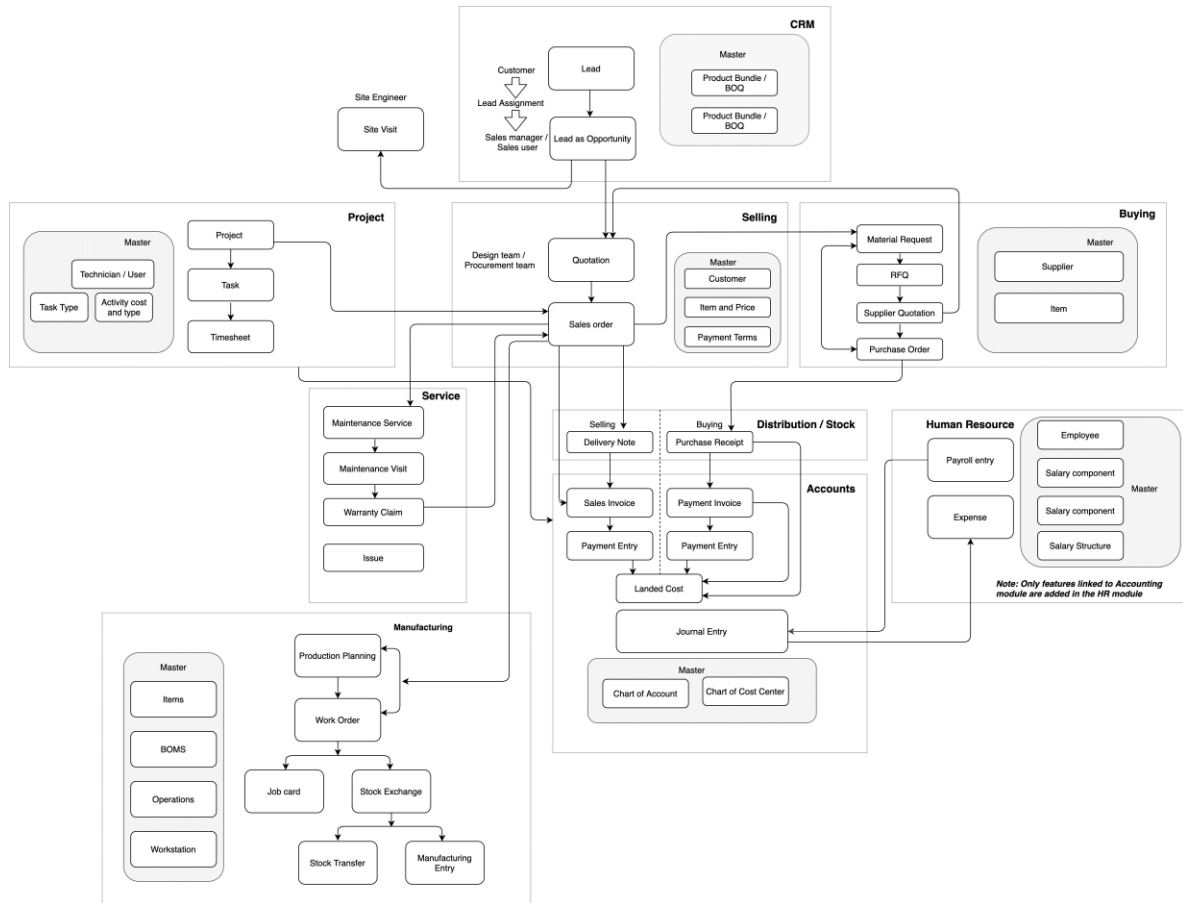 CRM
Master
Product Bundle /
BOQ
Product Bundle /
BOQ
Customer
Lead Assignment
Sales manager /
Sales user
Lead
Lead as Opportunity
Site Engineer
Site Visit
Project
Master
Technician / User
Task Type
Activity cost
and type
Project
Task
Timesheet
Selling
Design team /
Procurement team
Quotation
Sales order
Master
Customer
Item and Price
Payment Terms
Buying
Material Request
RFQ
Supplier Quotation
Purchase Order
Master
Supplier
Item
Service
Maintenance Service
Maintenance Visit
Warranty Claim
Issue
Distribution / Stock
Selling
Delivery Note
Buying
Purchase Receipt
Accounts
Sales Invoice
Payment Invoice
Payment Entry
Payment Entry
Landed Cost
Journal Entry
Master
Chart of Account
Chart of Cost Center
Human Resource
Payroll entry
Expense
Employee
Salary component
Master
Salary component
Salary Structure
Note: Only features linked to Accounting
module are added in the HR module
Manufacturing
Master
Items
BOMS
Operations
Workstation
Production Planning
Work Order
Job card
Stock Exchange
Stock Transfer
Manufacturing
Entry